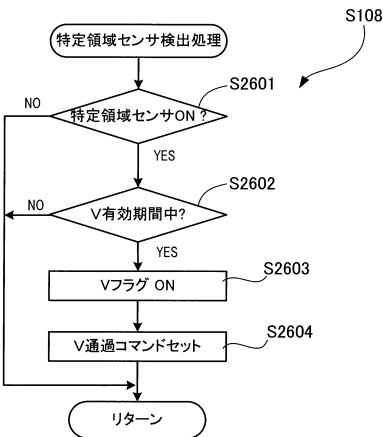 S108
特定領域センサ検出処理
S2601
特定領域センサON?
NO
YES
S2602
V有効期間中?
NO
YES
S2603
Vフラグ ON
S2604
V通過コマンドセット
リターン